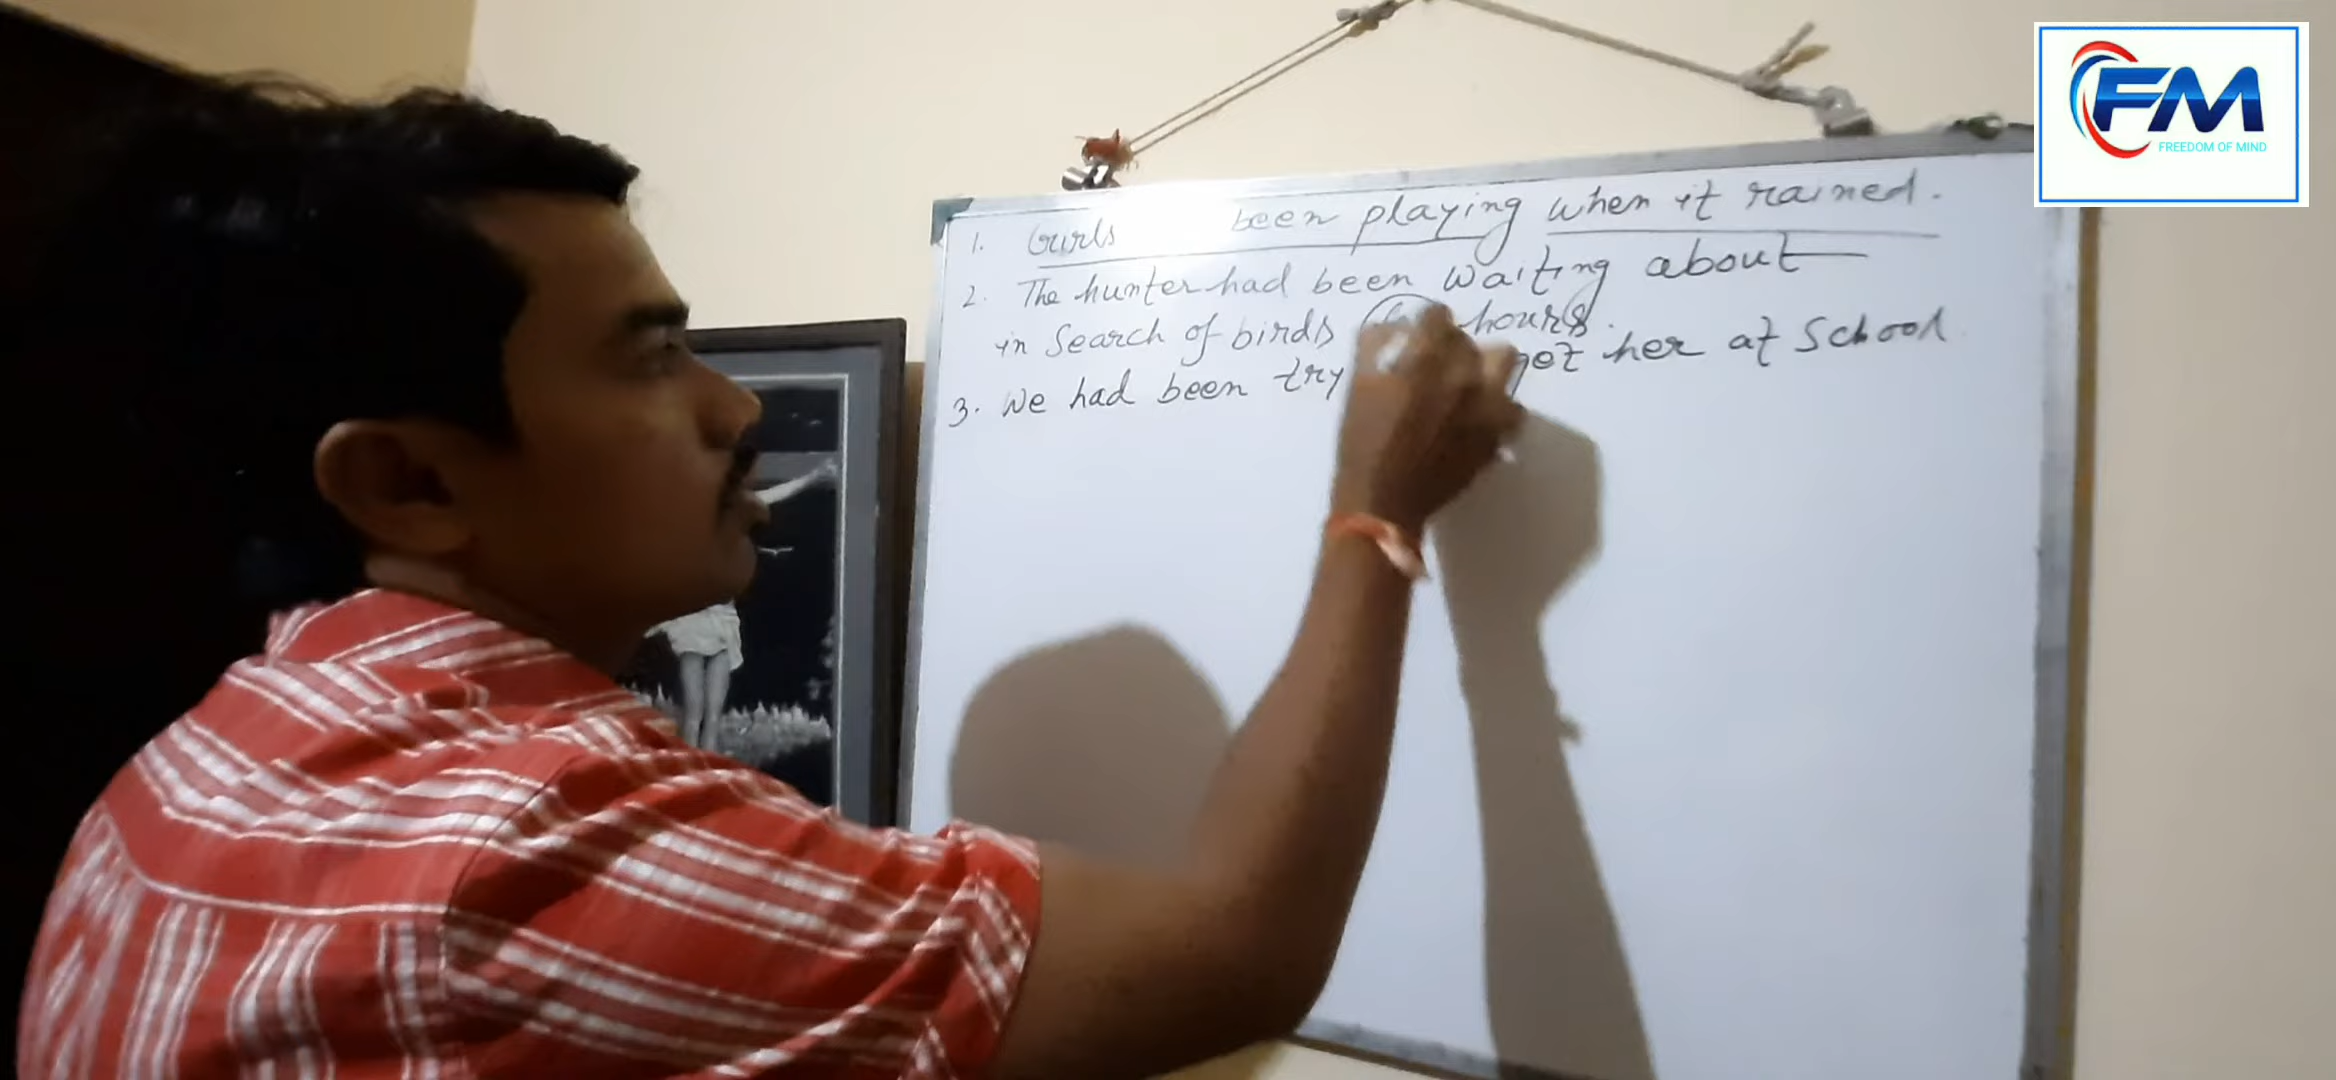 FM
FREEDOM OF MIND
1. Girls been playing when it rained.
2. The hunter had been waiting about
in Search of birds hours.
3. We had been try get her at School